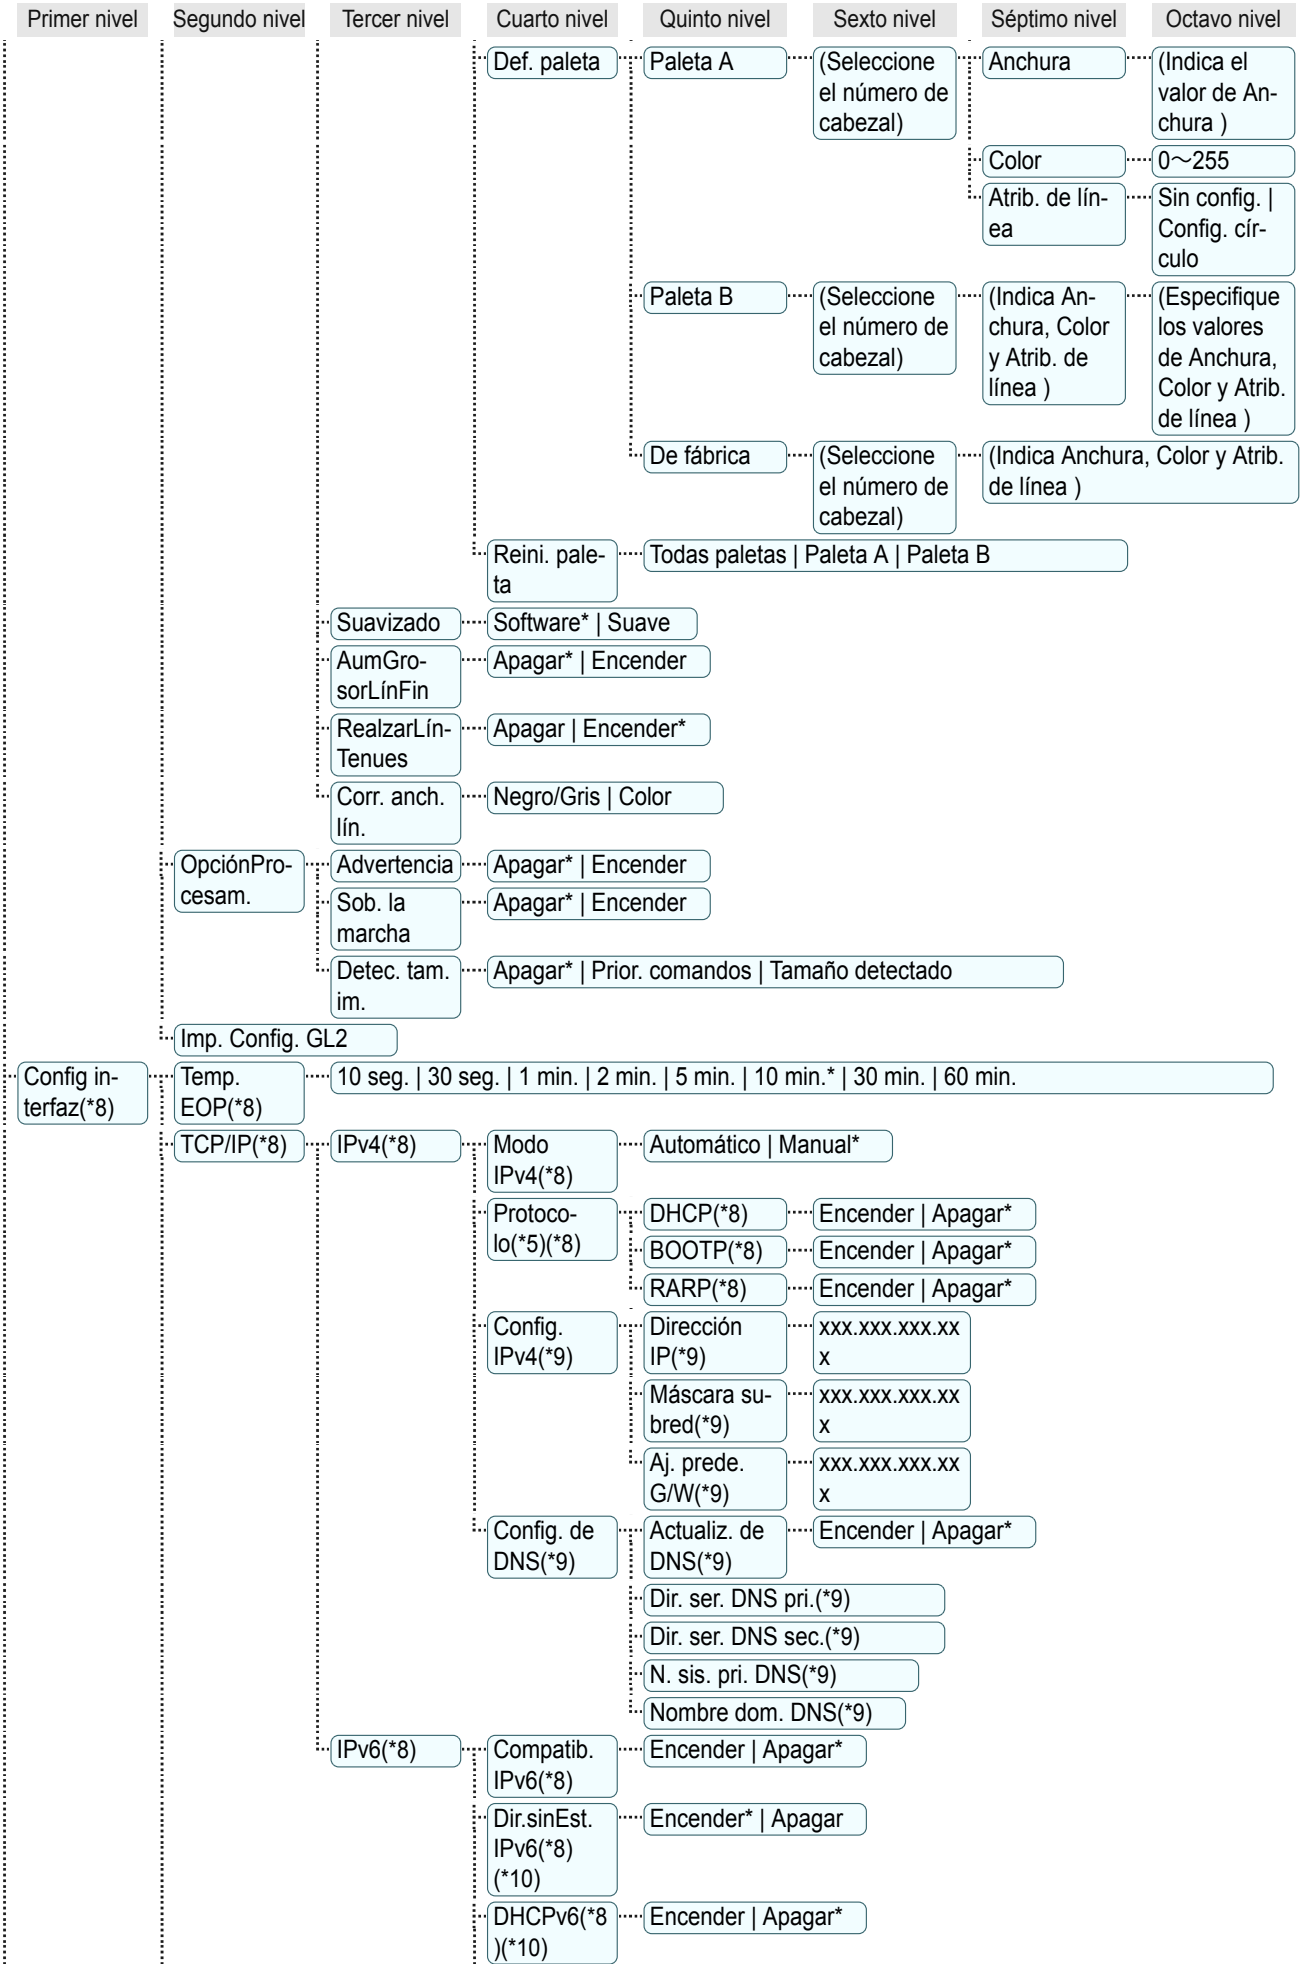 Primer nivel Segundo nivel Tercer nivel Cuarto nivel Quinto nivel Sexto nivel Séptimo nivel Octavo nivel
Def. paleta
Paleta A
(Seleccione
el número de
cabezal)
Anchura
(Indica el
valor de An-
chura )
Color
0～255
Atrib. de lín-
ea
Sin config. |
Config. cír-
culo
Paleta B
(Seleccione
el número de
cabezal)
(Indica An-
chura, Color
y Atrib. de
línea )
(Especifique
los valores
de Anchura,
Color y Atrib.
de línea )
De fábrica
(Seleccione
el número de
cabezal)
(Indica Anchura, Color y Atrib.
de línea )
Reini. pale-
ta
Todas paletas | Paleta A | Paleta B
Suavizado
Software* | Suave
AumGro-
sorLínFin
Apagar* | Encender
RealzarLín-
Tenues
Apagar | Encender*
Corr. anch.
lín.
Negro/Gris | Color
OpciónPro-
cesam.
Advertencia
Apagar* | Encender
Sob. la
marcha
Apagar* | Encender
Detec. tam.
im.
Apagar* | Prior. comandos | Tamaño detectado
Imp. Config. GL2
Config in-
terfaz(*8)
Temp.
EOP(*8)
10 seg. | 30 seg. | 1 min. | 2 min. | 5 min. | 10 min.* | 30 min. | 60 min.
TCP/IP(*8)
IPv4(*8)
Modo
IPv4(*8)
Automático | Manual*
Protoco-
lo(*5)(*8)
DHCP(*8)
Encender | Apagar*
BOOTP(*8)
Encender | Apagar*
RARP(*8)
Encender | Apagar*
Config.
IPv4(*9)
Dirección
IP(*9)
xxx.xxx.xxx.xx
x
Máscara su-
bred(*9)
xxx.xxx.xxx.xx
x
Aj. prede.
G/W(*9)
xxx.xxx.xxx.xx
x
Config. de
DNS(*9)
Actualiz. de
DNS(*9)
Encender | Apagar*
Dir. ser. DNS pri.(*9)
Dir. ser. DNS sec.(*9)
N. sis. pri. DNS(*9)
Nombre dom. DNS(*9)
IPv6(*8)
Compatib.
IPv6(*8)
Encender | Apagar*
Dir.sinEst.
IPv6(*8)
(*10)
Encender* | Apagar
DHCPv6(*8
)(*10)
Encender | Apagar*